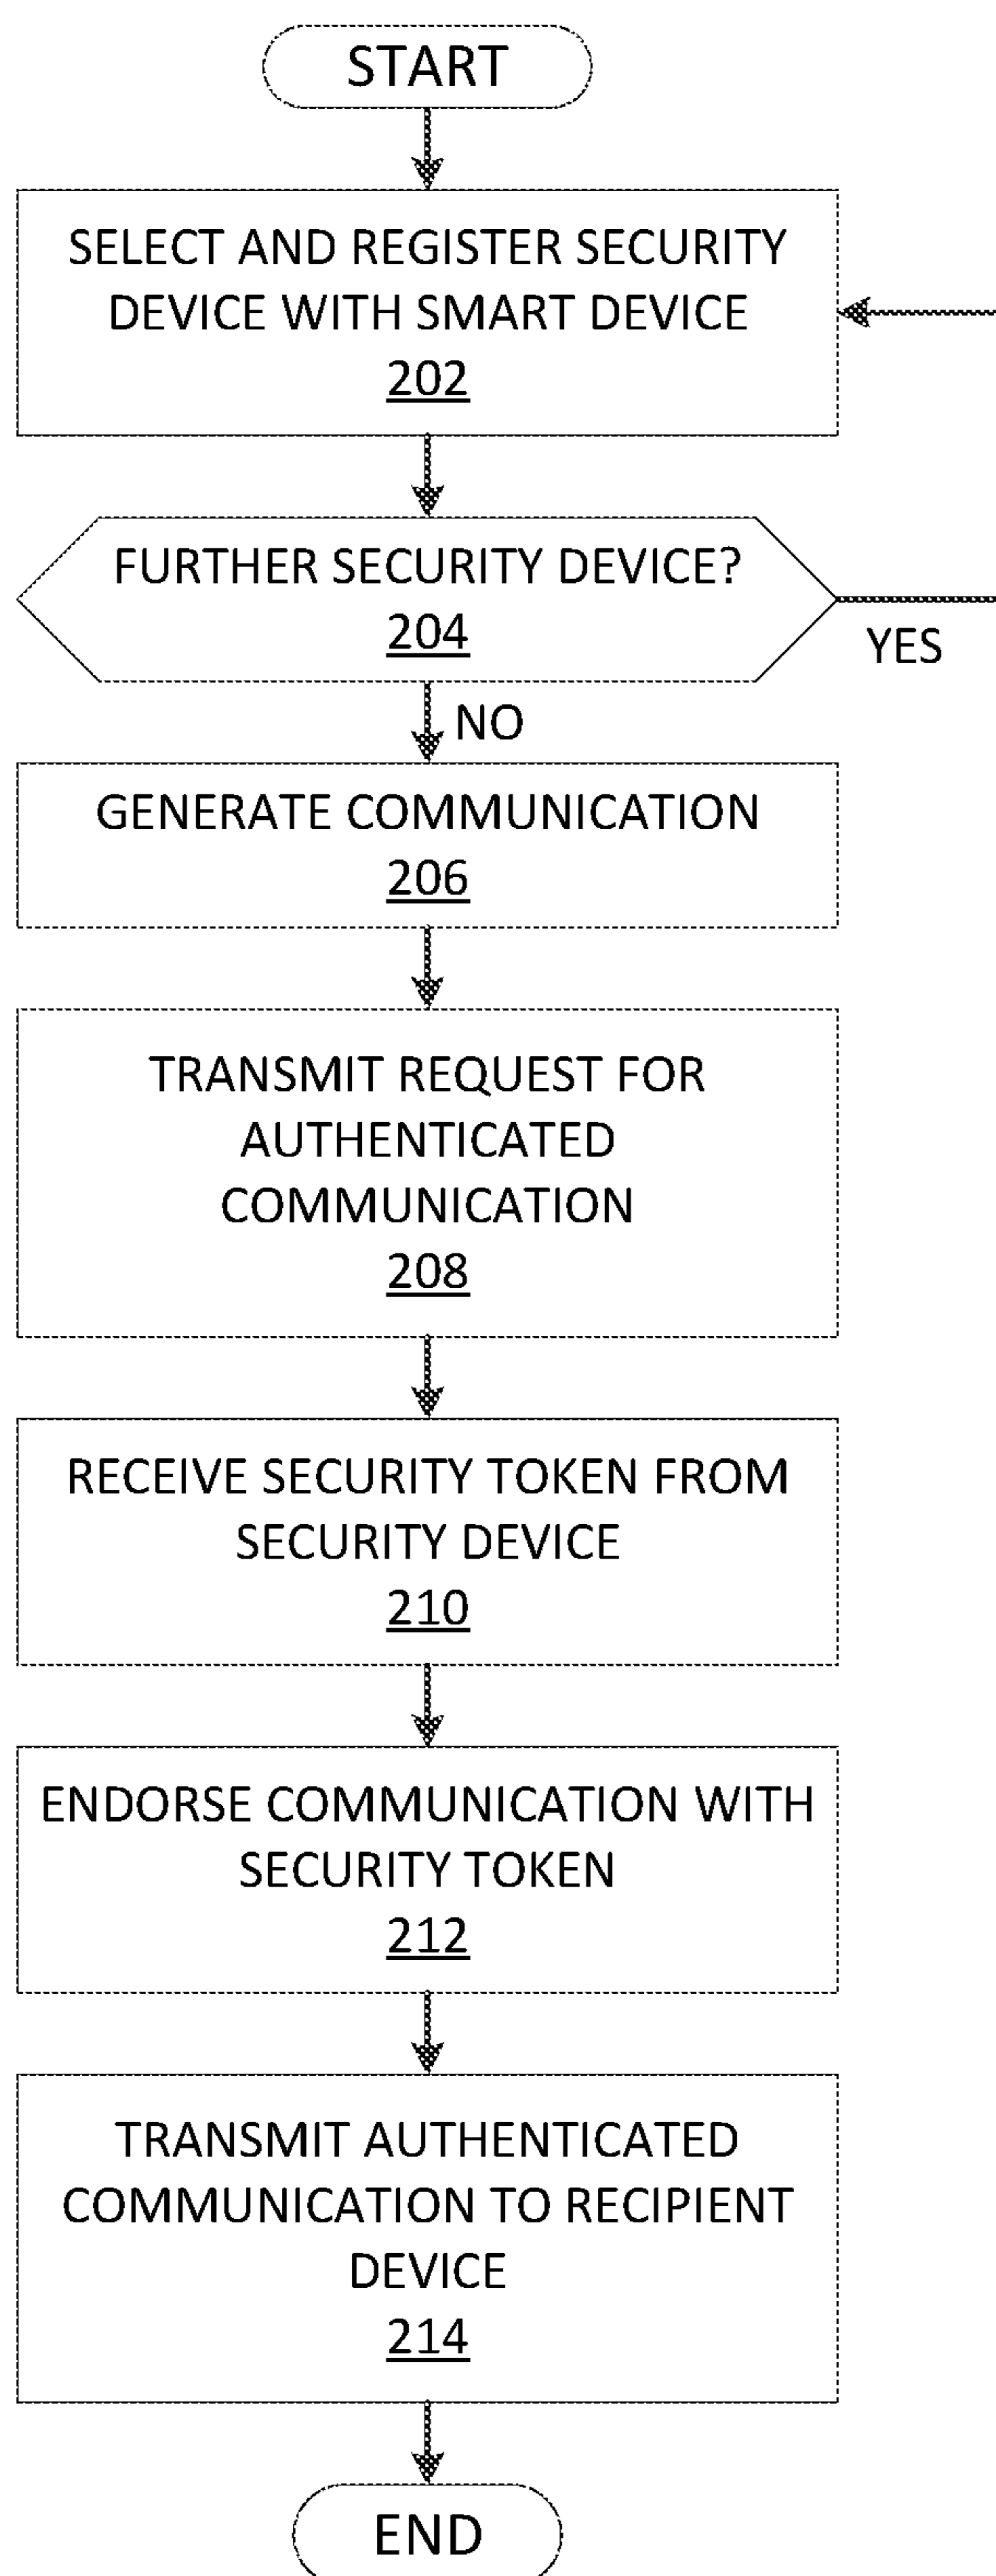 START
SELECT AND REGISTER SECURITY
DEVICE WITH SMART DEVICE
202
FURTHER SECURITY DEVICE?
204
YES
NO
GENERATE COMMUNICATION
206
TRANSMIT REQUEST FOR
AUTHENTICATED
COMMUNICATION
208
RECEIVE SECURITY TOKEN FROM
SECURITY DEVICE
210
ENDORSE COMMUNICATION WITH
SECURITY TOKEN
212
TRANSMIT AUTHENTICATED
COMMUNICATION TO RECIPIENT
DEVICE
214
END